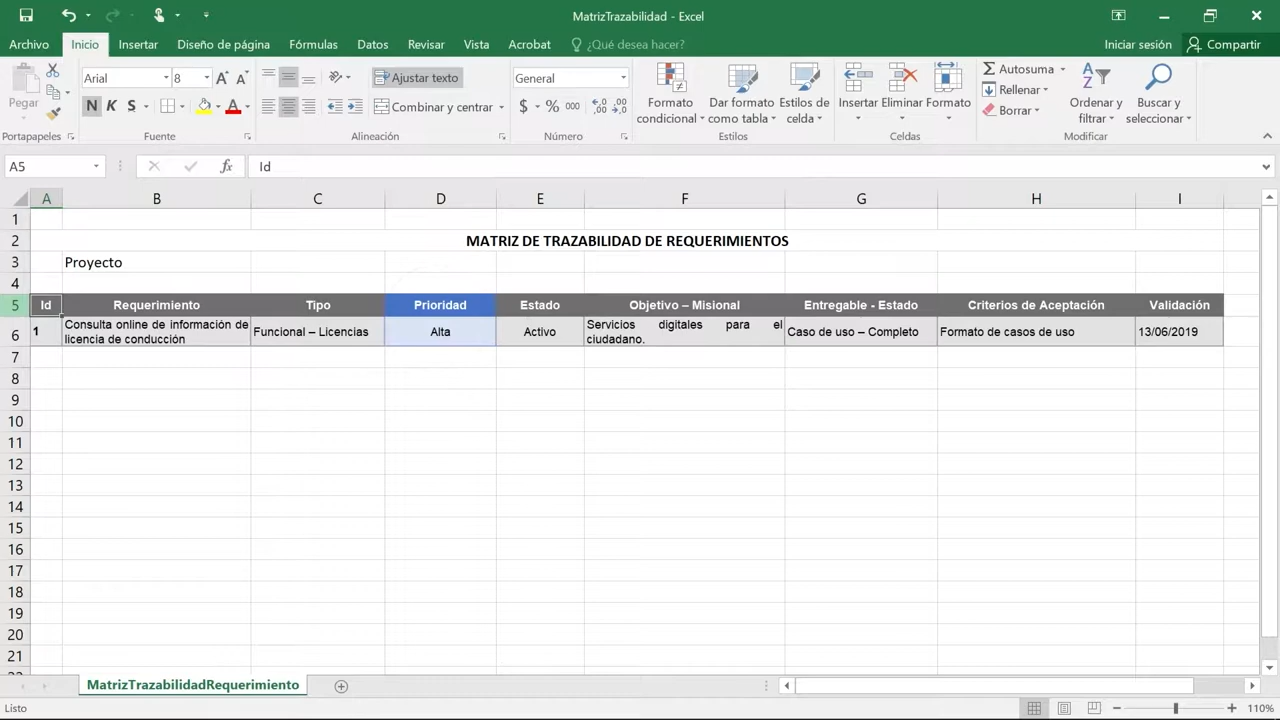 MatrizTrazabilidad - Excel
Archivo Inicio Insertar Diseño de página Fórmulas Datos Revisar Vista Acrobat ¿Qué desea hacer? Iniciar sesión Compartir
Pegar
Arial 8
Ajustar texto
General
Formato condicional
Dar formato como tabla
Estilos de celda
Insertar Eliminar Formato
Autosuma
Rellenar
Borrar
Ordenar y filtrar
Buscar y seleccionar
N K S
Combinar y centrar
$ % 000
Portapapeles Fuente Alineación Número Estilos Celdas Modificar
A5 fx Id
A B C D E F G H I
1
2 MATRIZ DE TRAZABILIDAD DE REQUERIMIENTOS
3 Proyecto
4
5 Id Requerimiento Tipo Prioridad Estado Objetivo – Misional Entregable - Estado Criterios de Aceptación Validación
6 1 Consulta online de información de licencia de conducción Funcional – Licencias Alta Activo Servicios digitales para el ciudadano. Caso de uso – Completo Formato de casos de uso 13/06/2019
7
8
9
10
11
12
13
14
15
16
17
18
19
20
21
MatrizTrazabilidadRequerimiento
Listo 110%